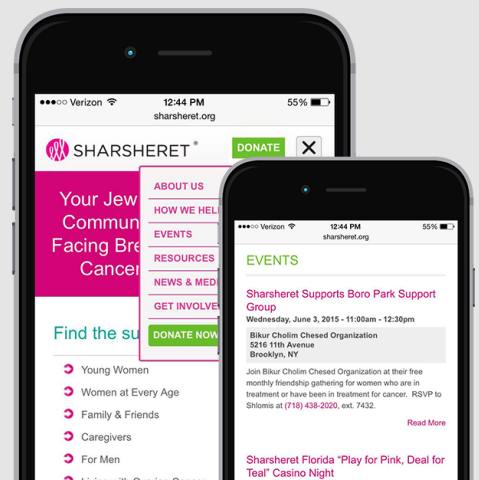 ●●●○○ Verizon 12:44 PM 55%
sharsheret.org
SHARSHERET®
DONATE
Your Jew
Commun
Facing Bre
Cancer
ABOUT US
HOW WE HEL
EVENTS
RESOURCES
NEWS & MEDI
GET INVOLVE
DONATE NOW
Find the su
Young Women
Women at Every Age
Family & Friends
Caregivers
For Men
●●●○○ Verizon 12:44 PM 55%
sharsheret.org
EVENTS
Sharsheret Supports Boro Park Support
Group
Wednesday, June 3, 2015 - 11:00am - 12:30pm
Bikur Cholim Chesed Organization
5216 11th Avenue
Brooklyn, NY
Join Bikur Cholim Chesed Organization at their free
monthly friendship gathering for women who are in
treatment or have been in treatment for cancer. RSVP to
Shlomis at (718) 438-2020, ext. 7432.
Read More
Sharsheret Florida “Play for Pink, Deal for
Teal” Casino Night